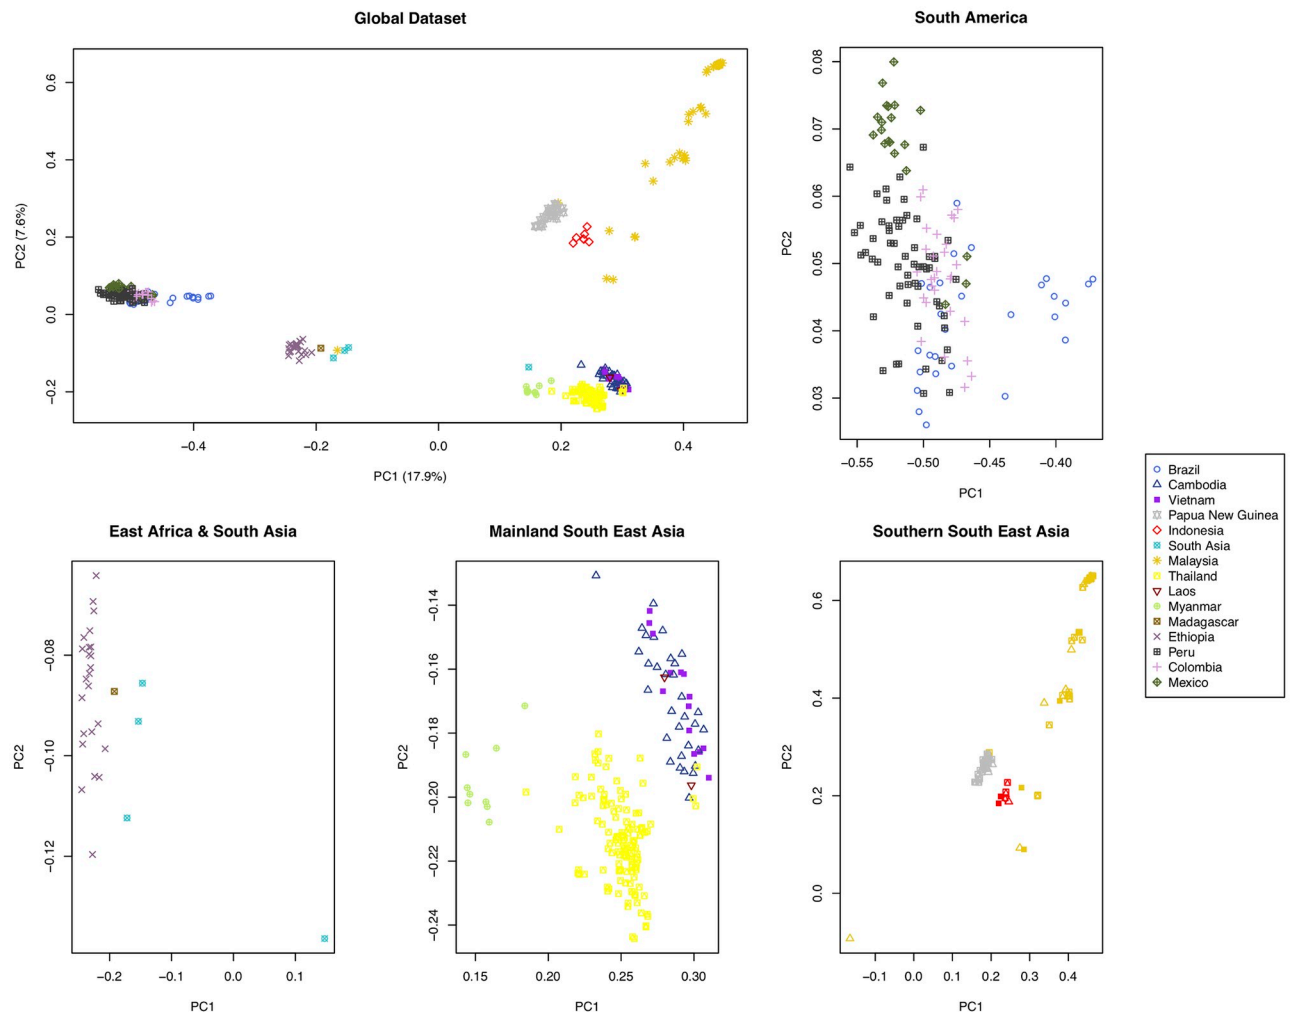 Global Dataset
PC2 (7.6%)
0.6
0.4
0.2
0.0
−0.2
−0.4 −0.2 0.0 0.2 0.4
PC1 (17.9%)
South America
PC2
0.08
0.07
0.06
0.05
0.04
0.03
−0.55 −0.50 −0.45 −0.40
PC1
East Africa & South Asia
PC2
−0.08
−0.10
−0.12
−0.2 −0.1 0.0 0.1
PC1
Mainland South East Asia
PC2
−0.14
−0.16
−0.18
−0.20
−0.22
−0.24
0.15 0.20 0.25 0.30
PC1
Southern South East Asia
PC2
0.6
0.4
0.2
0.0
−0.1 0.0 0.1 0.2 0.3 0.4
PC1
Brazil
Cambodia
Vietnam
Papua New Guinea
Indonesia
South Asia
Malaysia
Thailand
Laos
Myanmar
Madagascar
Ethiopia
Peru
Colombia
Mexico